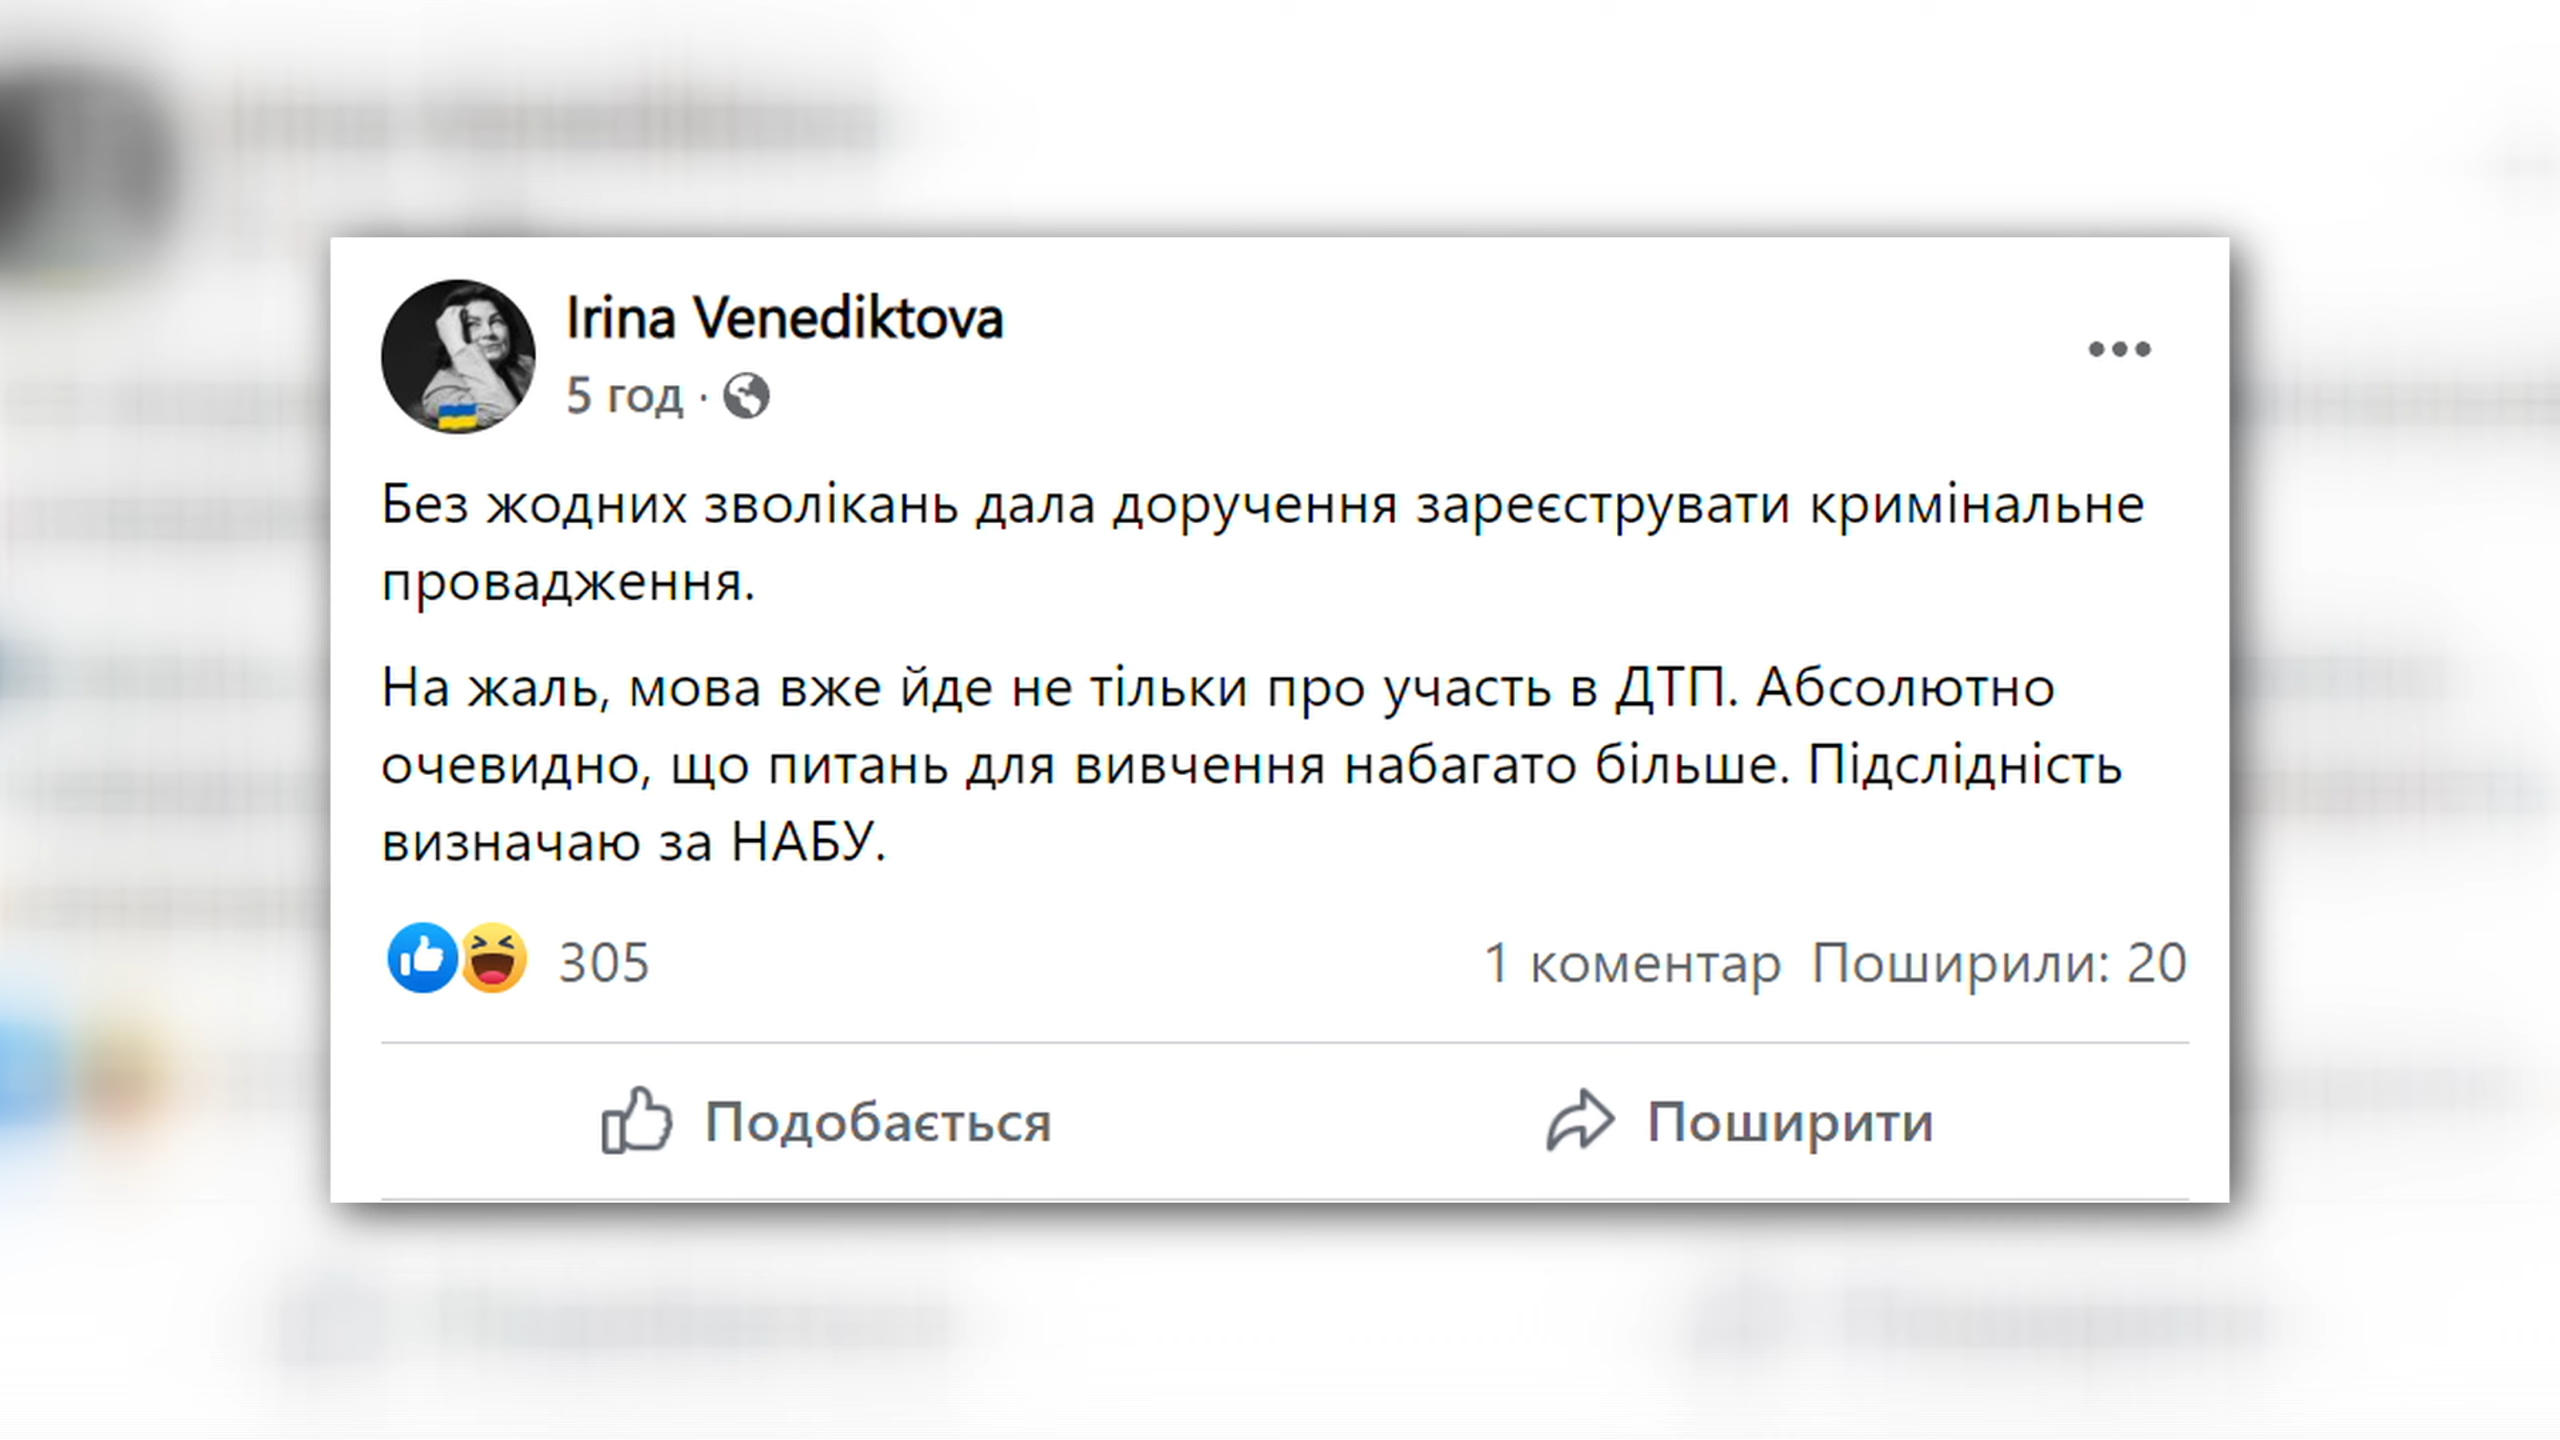 Irina Venediktova
5 год ·
Без жодних зволікань дала доручення зареєструвати кримінальне
провадження.
На жаль, мова вже йде не тільки про участь в ДТП. Абсолютно
очевидно, що питань для вивчення набагато більше. Підслідність
визначаю за НАБУ.
305 1 коментар Поширили: 20
Подобається Поширити